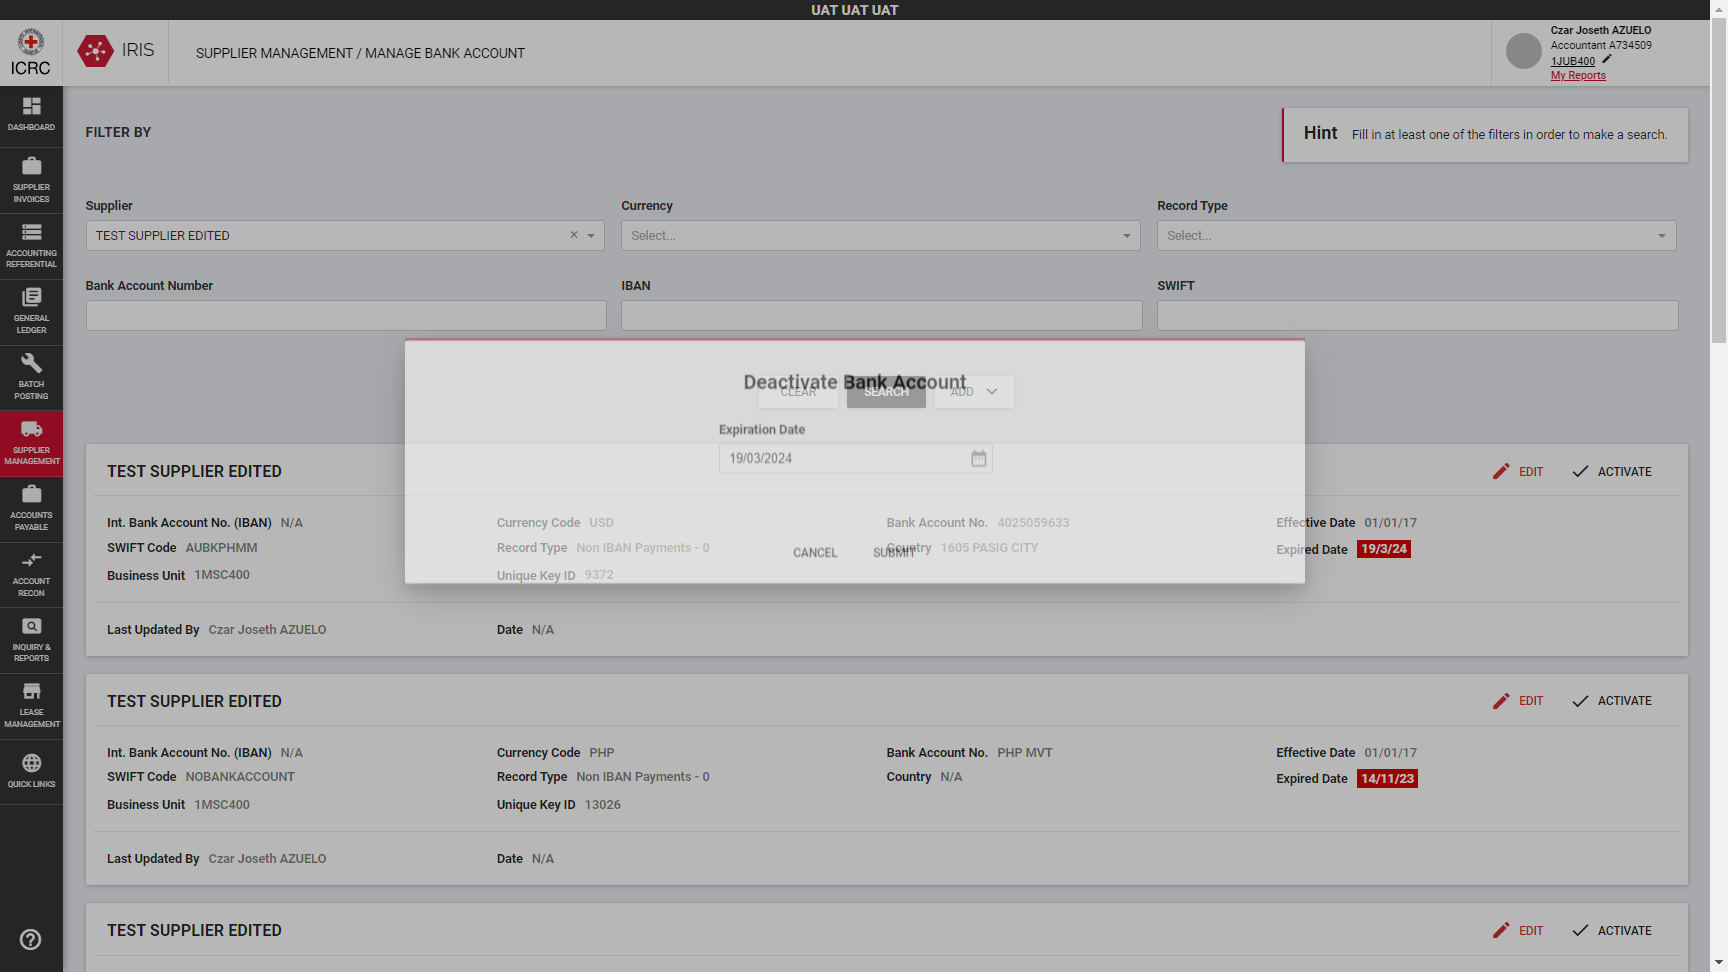 UAT UAT UAT
ICRC
IRIS
SUPPLIER MANAGEMENT / MANAGE BANK ACCOUNT
Czar Joseth AZUELO
Accountant A734509
1JUB400
My Reports
DASHBOARD
SUPPLIER
INVOICES
ACCOUNTING
REFERENTIAL
GENERAL
LEDGER
BATCH
POSTING
SUPPLIER
MANAGEMENT
ACCOUNTS
PAYABLE
ACCOUNT
RECON
INQUIRY &
REPORTS
LEASE
MANAGEMENT
QUICK LINKS
FILTER BY
Hint Fill in at least one of the filters in order to make a search.
Supplier Currency Record Type
TEST SUPPLIER EDITED Select... Select...
Bank Account Number IBAN SWIFT
Deactivate Bank Account
CLEAR SEARCH ADD
Expiration Date
19/03/2024
CANCEL SUBMIT
TEST SUPPLIER EDITED EDIT ACTIVATE
Int. Bank Account No. (IBAN) N/A Currency Code USD Bank Account No. 4025059633 Effective Date 01/01/17
SWIFT Code AUBKPHMM Record Type Non IBAN Payments - 0 Country 1605 PASIG CITY Expired Date 19/3/24
Business Unit 1MSC400 Unique Key ID 9372
Last Updated By Czar Joseth AZUELO Date N/A
TEST SUPPLIER EDITED EDIT ACTIVATE
Int. Bank Account No. (IBAN) N/A Currency Code PHP Bank Account No. PHP MVT Effective Date 01/01/17
SWIFT Code NOBANKACCOUNT Record Type Non IBAN Payments - 0 Country N/A Expired Date 14/11/23
Business Unit 1MSC400 Unique Key ID 13026
Last Updated By Czar Joseth AZUELO Date N/A
TEST SUPPLIER EDITED EDIT ACTIVATE